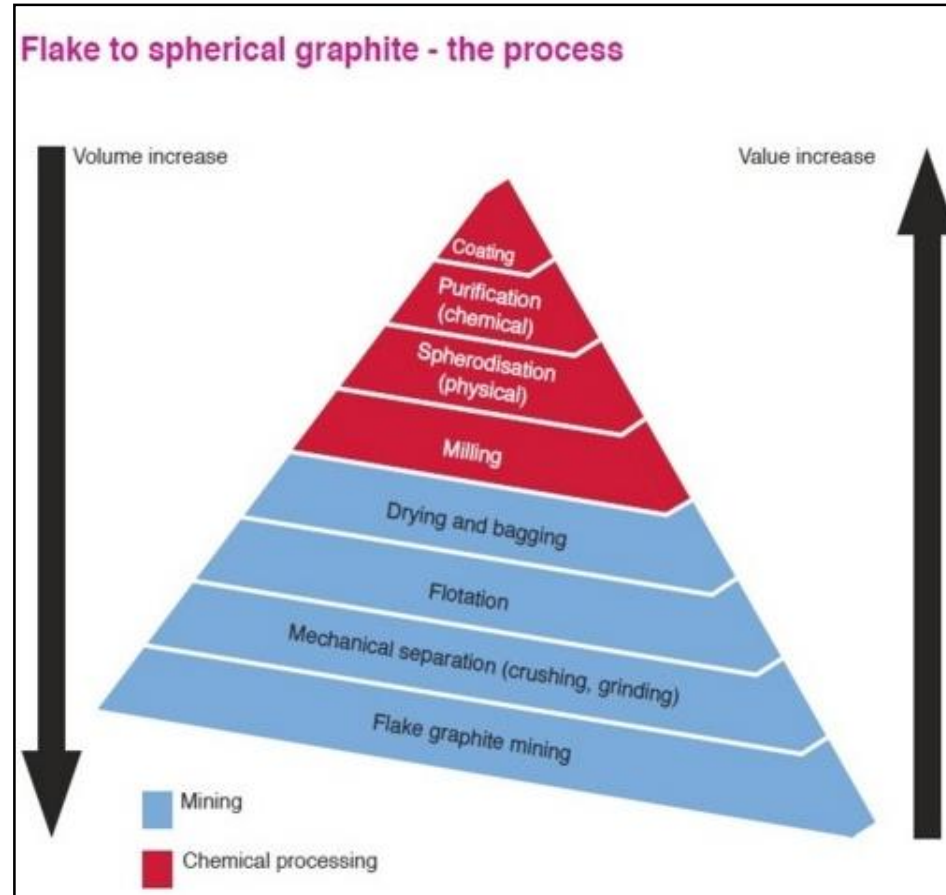 Flake to spherical graphite - the process
Volume increase
Value increase
Coating
Purification
(chemical)
Spherodisation
(physical)
Milling
Drying and bagging
Flotation
Mechanical separation (crushing, grinding)
Flake graphite mining
Mining
Chemical processing